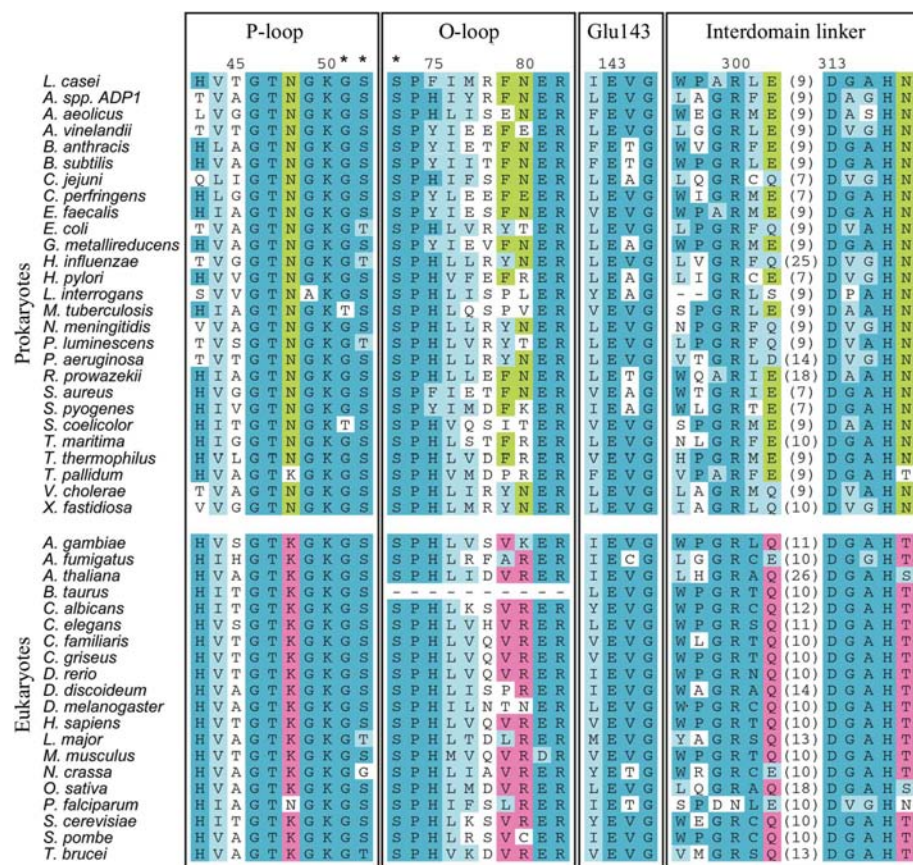 P-loop O-loop Glu143 Interdomain linker
45 50 * * * 75 80 143 300 313
Prokaryotes
L. casei H V T G T N G K G S S P F I M R F N E R I E V G W P A R L E (9) D G A H N
A. spp. ADP1 T V A G T N G K G S S P H I Y R F N E R L E V G L A G R F E (9) D A G H N
A. aeolicus L V G G T N G K G S S P H L I S E N E R F E V G W E G R M E (9) D A S H N
A. vinelandii T V T G T N G K G S S P Y I E E F E E R L E V G L G G R L E (9) D V G H N
B. anthracis H L A G T N G K G S S P Y I E T F N E R F E T G W V G R F E (9) D G A H N
B. subtilis H V A G T N G K G S S P Y I I T F N E R F E T G W P G R L E (9) D G A H N
C. jejuni Q L I G T N G K G S S P H I F S F N E R L E A G L Q G R C Q (7) D V G H N
C. perfringens H L G G T N G K G S S P Y L E E F E E R L E V G W I G R M E (7) D G A H N
E. faecalis H I A G T N G K G S S P Y I E S F N E R V E V G W P A R M E (9) D G A H N
E. coli T V A G T N G K G T S P H L V R Y T E R L E V G L P G R F Q (9) D V A H N
G. metallireducens H V A G T N G K G S S P Y I E V F N E R L E A G W P G M E (9) D G A H N
H. influenzae T V G G T N G K G T S P H L L R Y N E R L E V G L V G R F Q (25) D V G H N
H. pylori H V V G T N G K G S S P H V F E F R E R L E A G L I G R C E (7) D V G H N
L. interrogans S V V G T N A K G S S P H L I S P L E R Y E A G - - G R L S (9) D P A H N
M. tuberculosis H I A G T N G K T S S P H L Q S P V E R V E V G S P G R L E (9) D A A H N
N. meningitidis V V A G T N G K G S S P H L L R Y N E R L E V G N P G R F Q (9) D V G H N
P. luminescens T V S G T N G K G T S P H L V R Y T E R L E V G L P G R F Q (9) D V A H N
P. aeruginosa T V T G T N G K G S S P H L L R Y N E R L E V G V T G R L D (14) D V G H N
R. prowazekii H I A G T N G K G S S P H L L E F N E R L E T G W Q A R I E (18) D A A H N
S. aureus H V G G T N G K G S S P F I E T F N E R V E V G W T G R I E (7) D G A H N
S. pyogenes H I V G T N G K G S S P Y I M D F K E R I E A G W L G R T E (7) D G A H N
S. coelicolor H I T G T N G K T S S P H V Q S I T E R V E V G S P G R M E (9) D A A H N
T. maritima H I G G T N G K G S S P H L S T F R E R L E V G N L G R F E (10) D G A H N
T. thermophilus H V L G T N G K G S S P H L V D F R E R L E V G W P G R M E (9) D G A H N
T. pallidum H V A G T K G K G S S P H V M D P R E R F E V G V P A R F E (9) D G A H T
V. cholerae T V A G T N G K G S S P H L I R Y N E R L E V G L A G R M Q (9) D V A H N
X. fastidiosa V V G G T N G K G S S P H L M R Y N E R L E V G I A G R L Q (10) D V G H N
Eukaryotes
A. gambiae H V S G T K G K G S S P H L V S V K E R I E V G W P G R L Q (11) D G A H T
A. fumigatus H I H G T K G K G S S P H L R F A R E R I E C G L G G R C E (10) D G G H T
A. thaliana H V A G T K G K G S S P H L I D V R E R I E V G L H G R A Q (26) D G A H S
B. taurus H I T G T K G K G S - - - - - - - - - - V E V G W P G R T Q (10) D G A H T
C. albicans H I T G T K G K G S S P H L K S V R E R Y E V G W P G R C Q (12) D G A H T
C. elegans H V T G T K G K G S S P H L V H V R E R V E V G W P G R S Q (11) D G A H T
C. familiaris H V T G T K G K G S S P H L V Q V R E R V E V G W L G R T Q (10) D G A H T
C. griseus H V T G T K G K G S S P H L V Q V R E R V E V G W P G R T Q (10) D G A H T
D. rerio H V T G T K G K G S S P H L V Q V R E R I E V G W P G R N Q (10) D G A H T
D. discoideum H V A G T K G K G S S P H L I S P R E R I E V G W A G R A Q (14) D G A H T
D. melanogaster H V T G T K G K G S S P H I L N T N E R I E V G W P G R C Q (10) D G A H T
H. sapiens H V T G T K G K G S S P H L V Q V R E R V E V G W P G R T Q (10) D G A H T
L. major H V A G T K G K G T S P H L T D L R E R M E V G Y A G R S Q (13) D G A H T
M. musculus H V T G T K G K G S S P H M V Q V R D R I E V G W P G R T Q (10) D G A H T
N. crassa H V A G T K G K G G S P H L I A V R E R Y E T G W R G R C E (10) D G A H T
O. sativa H V A G T K G K G S S P H L M D V R E R I E V G L Q G R A Q (18) D G A H S
P. falciparum H I A G T N G K G S S P H I F S L R E R I E T G S P D N L E (10) D V G H N
S. cerevisiae H I T G T K G K G S S P H L K S V R E R I E V G W E G R C Q (10) D G A H T
S. pombe H V A G T K G K G S S P H L R S V C E R I E V G W P G R C Q (10) D G A H T
T. brucei H V A G T K G K G T S P H V K D V R E R I E V G V M G R S Q (13) D G A H T